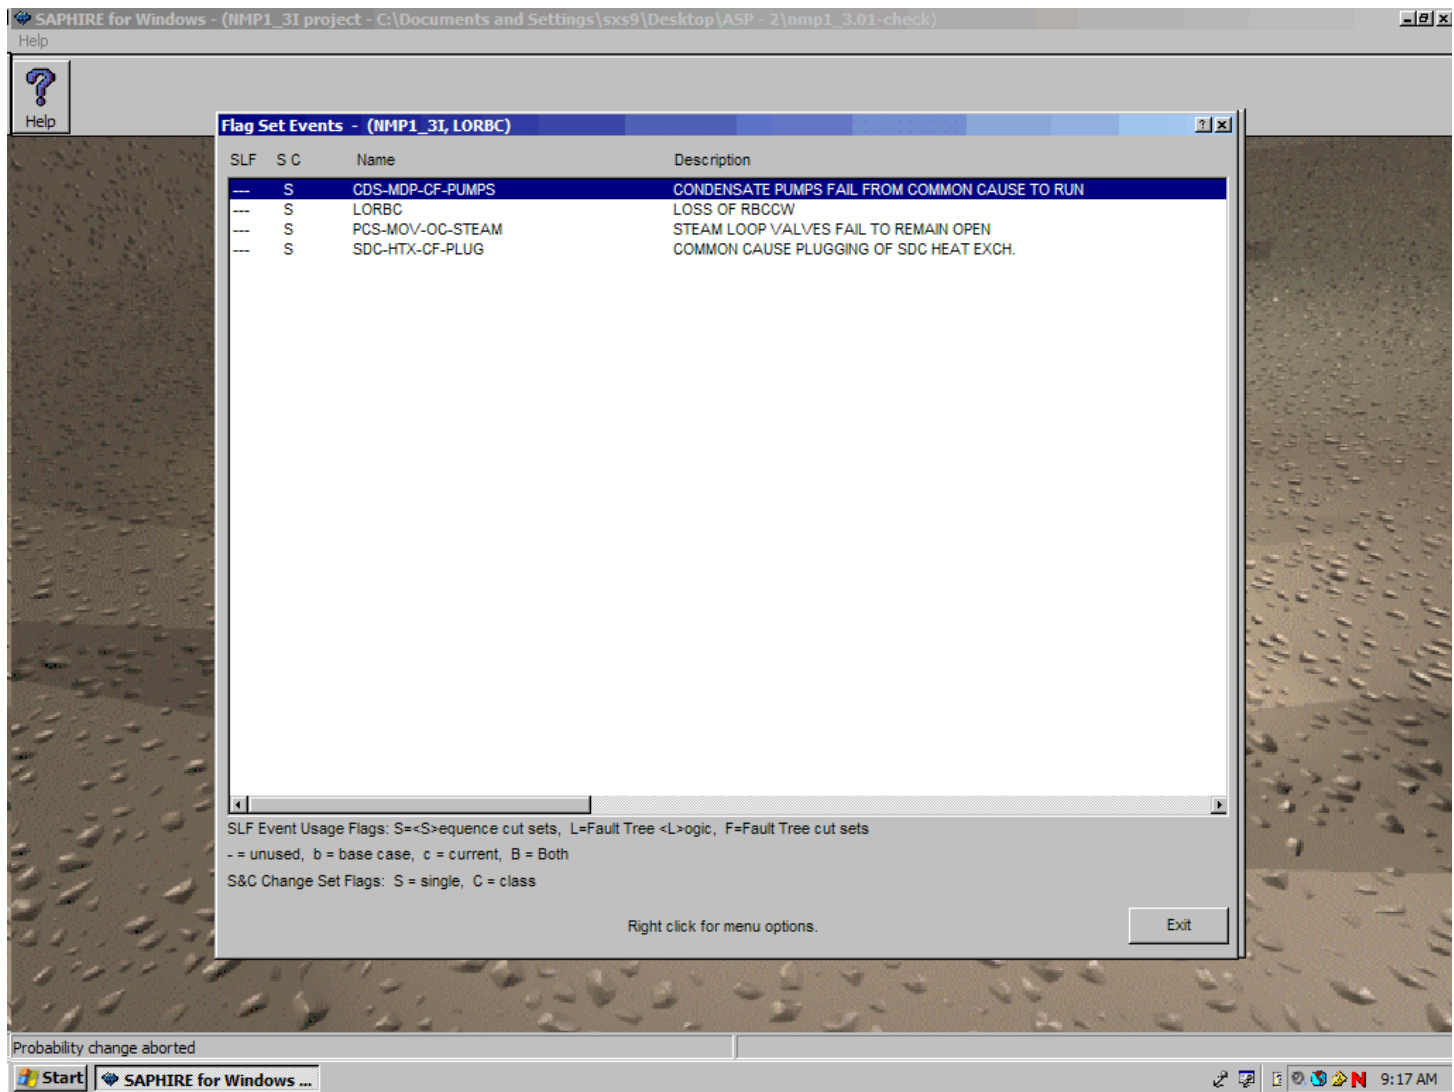 SAPHIRE for Windows - (NMP1_3I project - C:\Documents and Settings\sxs9\Desktop\ASP - 2\nmp1_3.01-check)
Help
Help
Flag Set Events - (NMP1_3I, LORBC)
SLF S C Name Description
--- S CDS-MDP-CF-PUMPS CONDENSATE PUMPS FAIL FROM COMMON CAUSE TO RUN
--- S LORBC LOSS OF RBCCW
--- S PCS-MOV-OC-STEAM STEAM LOOP VALVES FAIL TO REMAIN OPEN
--- S SDC-HTX-CF-PLUG COMMON CAUSE PLUGGING OF SDC HEAT EXCH.
SLF Event Usage Flags: S=<S>equence cut sets, L=Fault Tree <L>ogic, F=Fault Tree cut sets
- = unused, b = base case, c = current, B = Both
S&C Change Set Flags: S = single, C = class
Right click for menu options.
Exit
Probability change aborted
Start SAPHIRE for Windows ... 9:17 AM